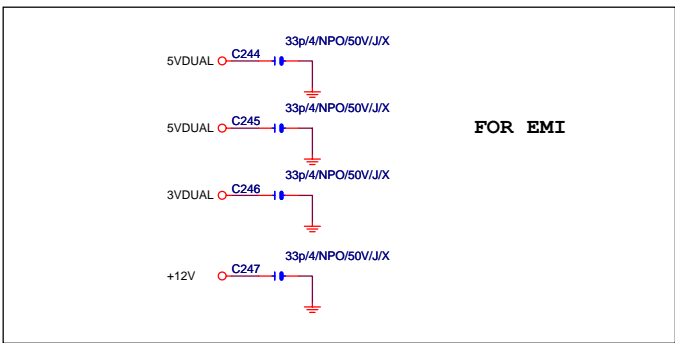 33p/4/NPO/50V/J/X
5VDUAL C244
33p/4/NPO/50V/J/X
5VDUAL C245
FOR EMI
33p/4/NPO/50V/J/X
3VDUAL C246
33p/4/NPO/50V/J/X
+12V C247